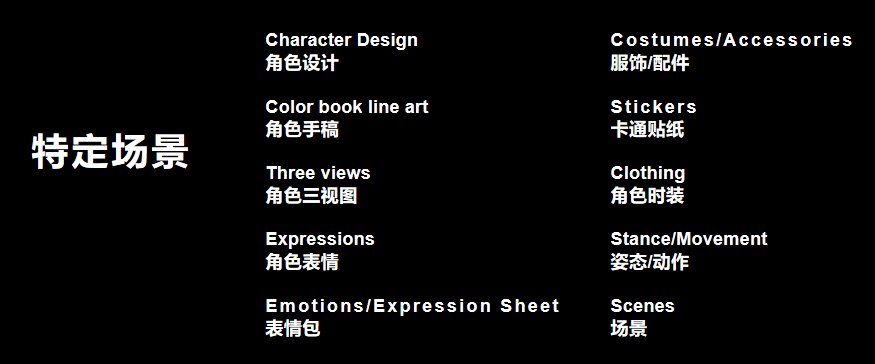 特定场景
Character Design
角色设计
Color book line art
角色手稿
Three views
角色三视图
Expressions
角色表情
Emotions/Expression Sheet
表情包
Costumes/Accessories
服饰/配件
Stickers
卡通贴纸
Clothing
角色时装
Stance/Movement
姿态/动作
Scenes
场景